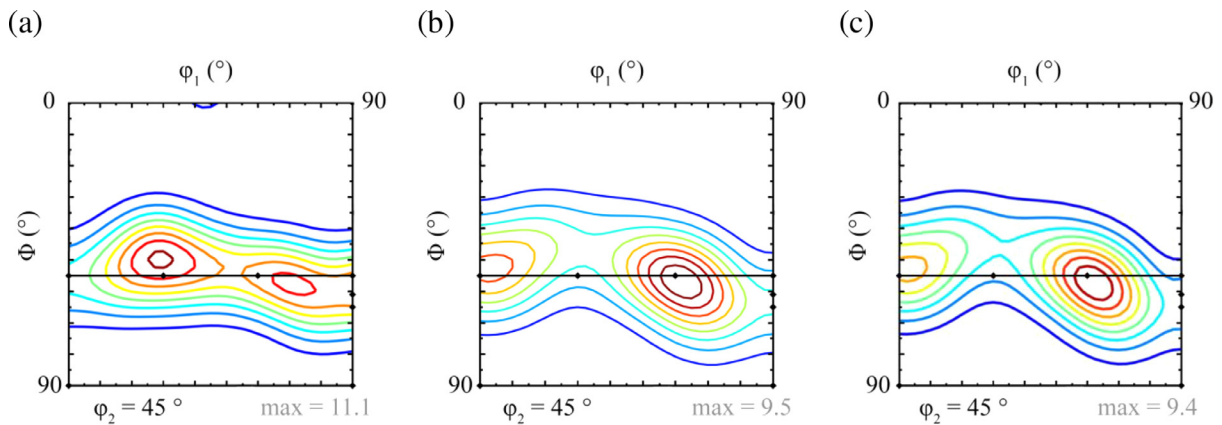 (a)
φ₁ (°)
0
90
Φ (°)
90
φ₂ = 45 °
max = 11.1
(b)
φ₁ (°)
0
90
Φ (°)
90
φ₂ = 45 °
max = 9.5
(c)
φ₁ (°)
0
90
Φ (°)
90
φ₂ = 45 °
max = 9.4